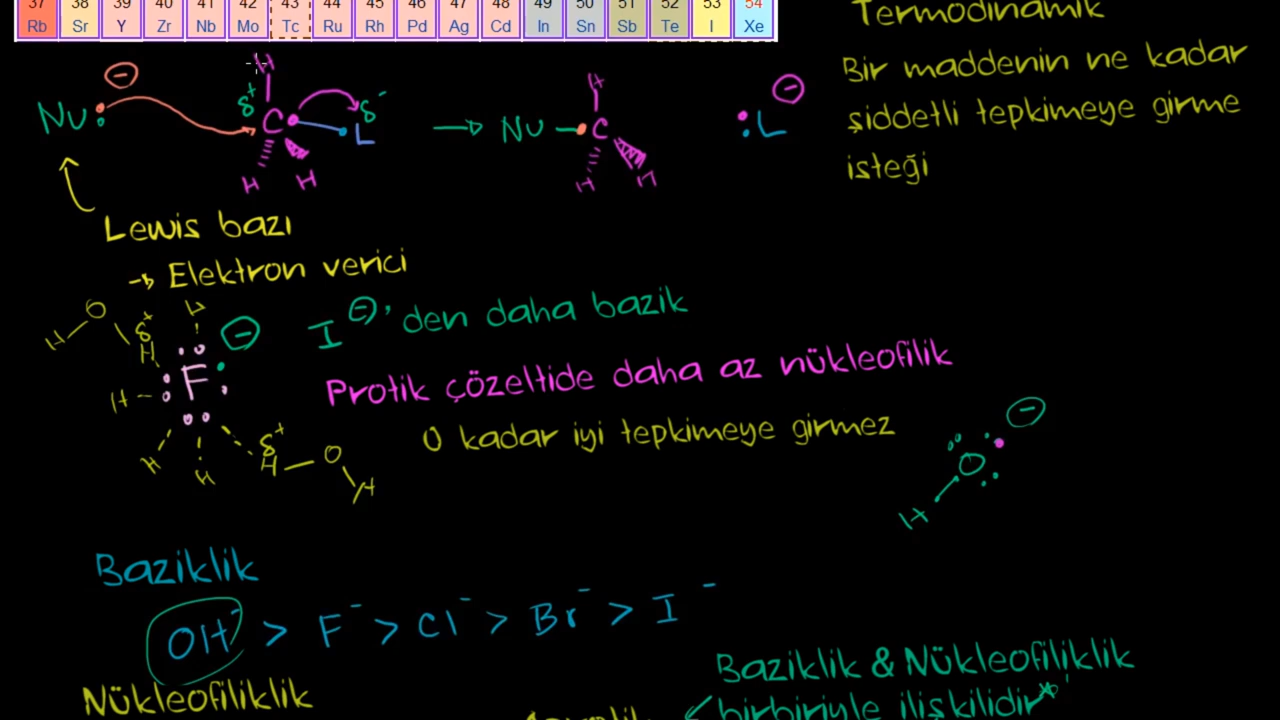 37 38 39 40 41 42 43 44 45 46 47 48 49 50 51 52 53 54
Rb Sr Y Zr Nb Mo Tc Ru Rh Pd Ag Cd In Sn Sb Te I Xe
Termodinamik
Bir maddenin ne kadar
şiddetli tepkimeye girme
isteği
H
Nu: ⊖ δ+ C δ- L → Nu – C :L ⊖
H H
H
H H
Lewis bazı
→ Elektron verici
I ⊖' den daha bazik
Protik çözeltide daha az nükleofilik
O kadar iyi tepkimeye girmez
H O δ+ H
F ⊖
H
H H δ+ H O H
H O ⊖
Baziklik
OH- > F- > Cl- > Br- > I-
Baziklik & Nükleofiliklik
birbiriyle ilişkilidir*
Nükleofiliklik